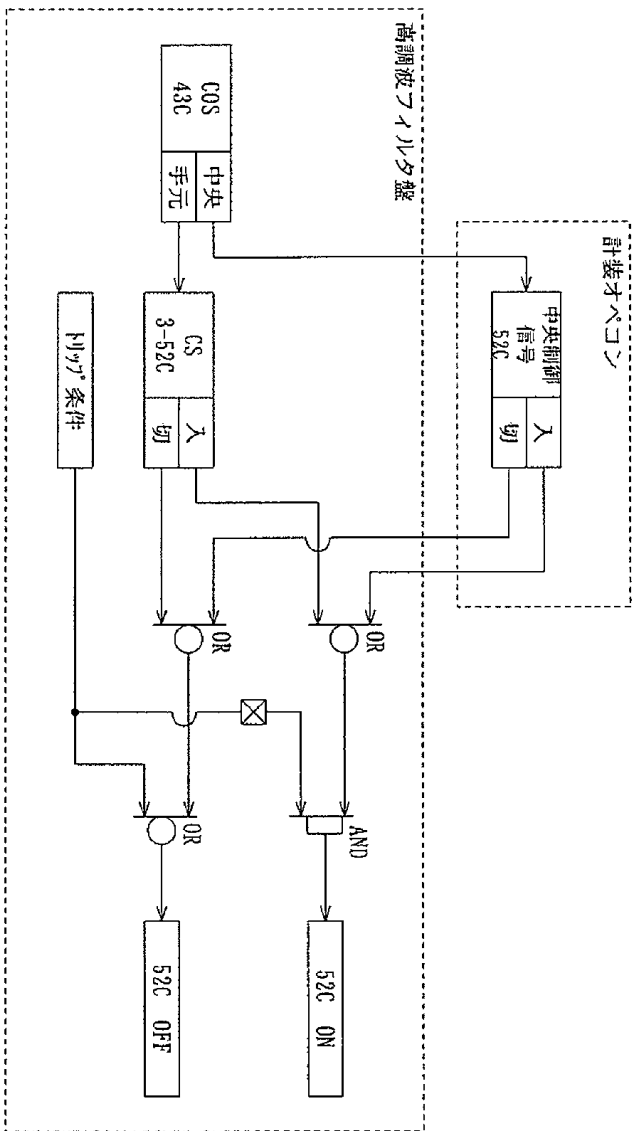 計装オペコン
中央制御
信号
52C
入
切
高調波フィルタ盤
COS
43C
中央
手元
CS
3-52C
入
切
トリップ条件
OR
OR
AND
OR
52C ON
52C OFF